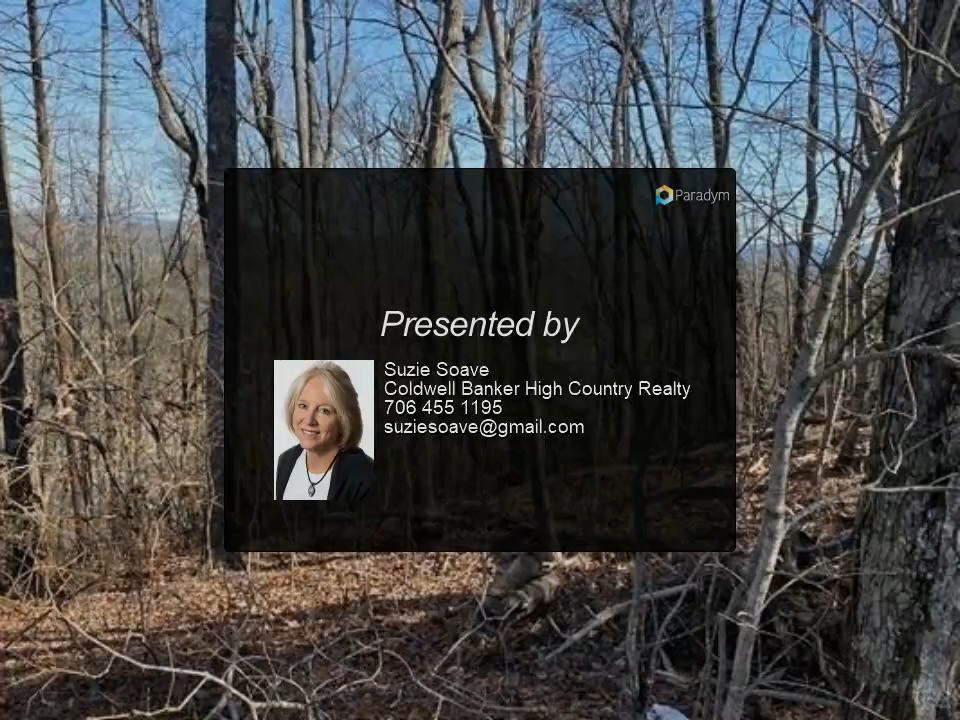 Paradym
Presented by
Suzie Soave
Coldwell Banker High Country Realty
706 455 1195
suziesoave@gmail.com